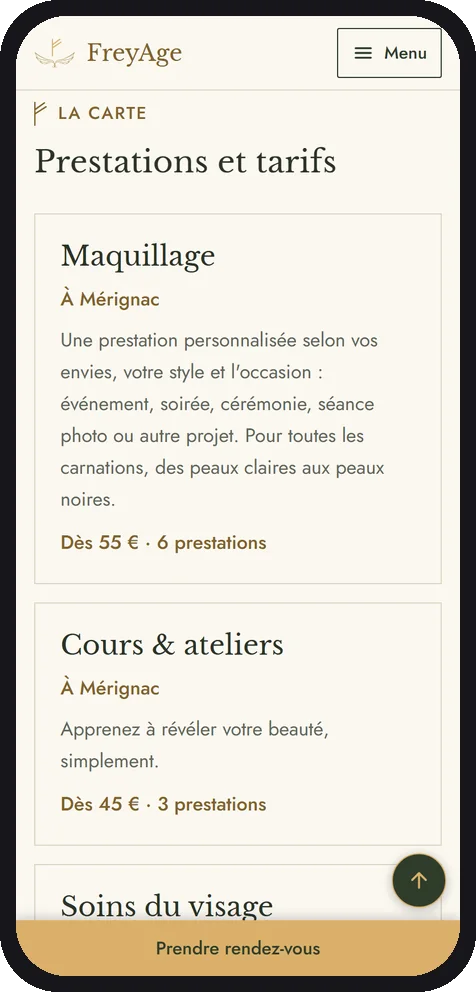 FreyAge
Menu
LA CARTE
Prestations et tarifs
Maquillage
À Mérignac
Une prestation personnalisée selon vos
envies, votre style et l'occasion :
événement, soirée, cérémonie, séance
photo ou autre projet. Pour toutes les
carnations, des peaux claires aux peaux
noires.
Dès 55 € · 6 prestations
Cours & ateliers
À Mérignac
Apprenez à révéler votre beauté,
simplement.
Dès 45 € · 3 prestations
Soins du visage
Prendre rendez-vous